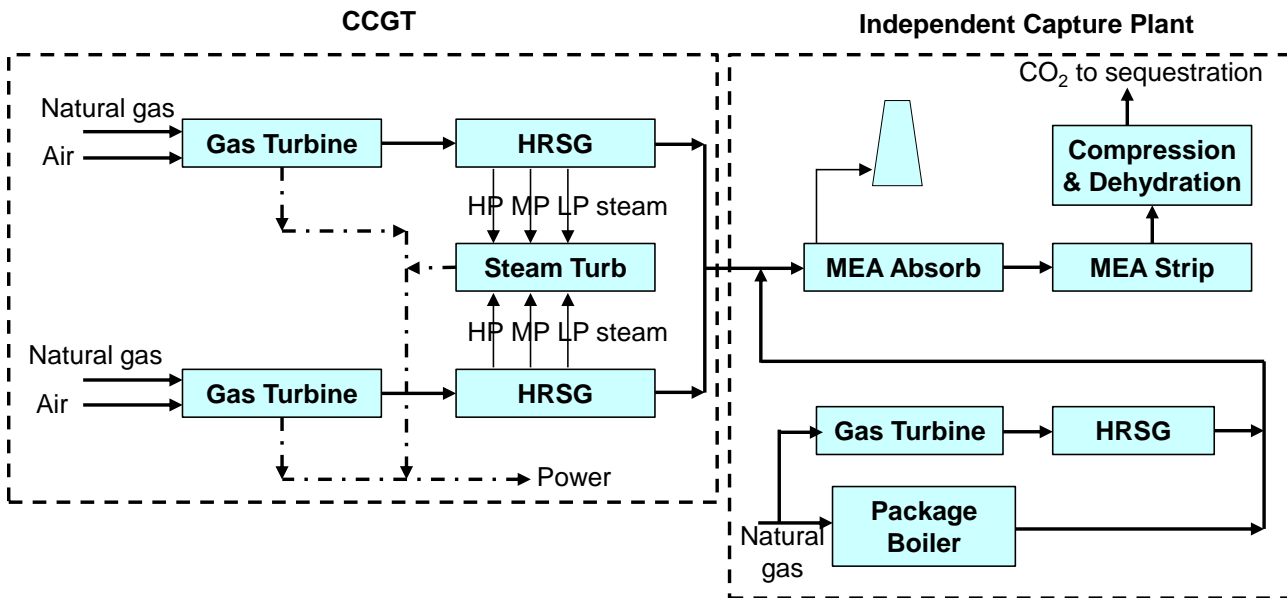 CCGT
Independent Capture Plant
Natural gas
Air
Gas Turbine
HRSG
HP MP LP steam
Steam Turb
HP MP LP steam
Natural gas
Air
Gas Turbine
HRSG
Power
CO₂ to sequestration
Compression
& Dehydration
MEA Absorb
MEA Strip
Gas Turbine
HRSG
Package
Boiler
Natural
gas